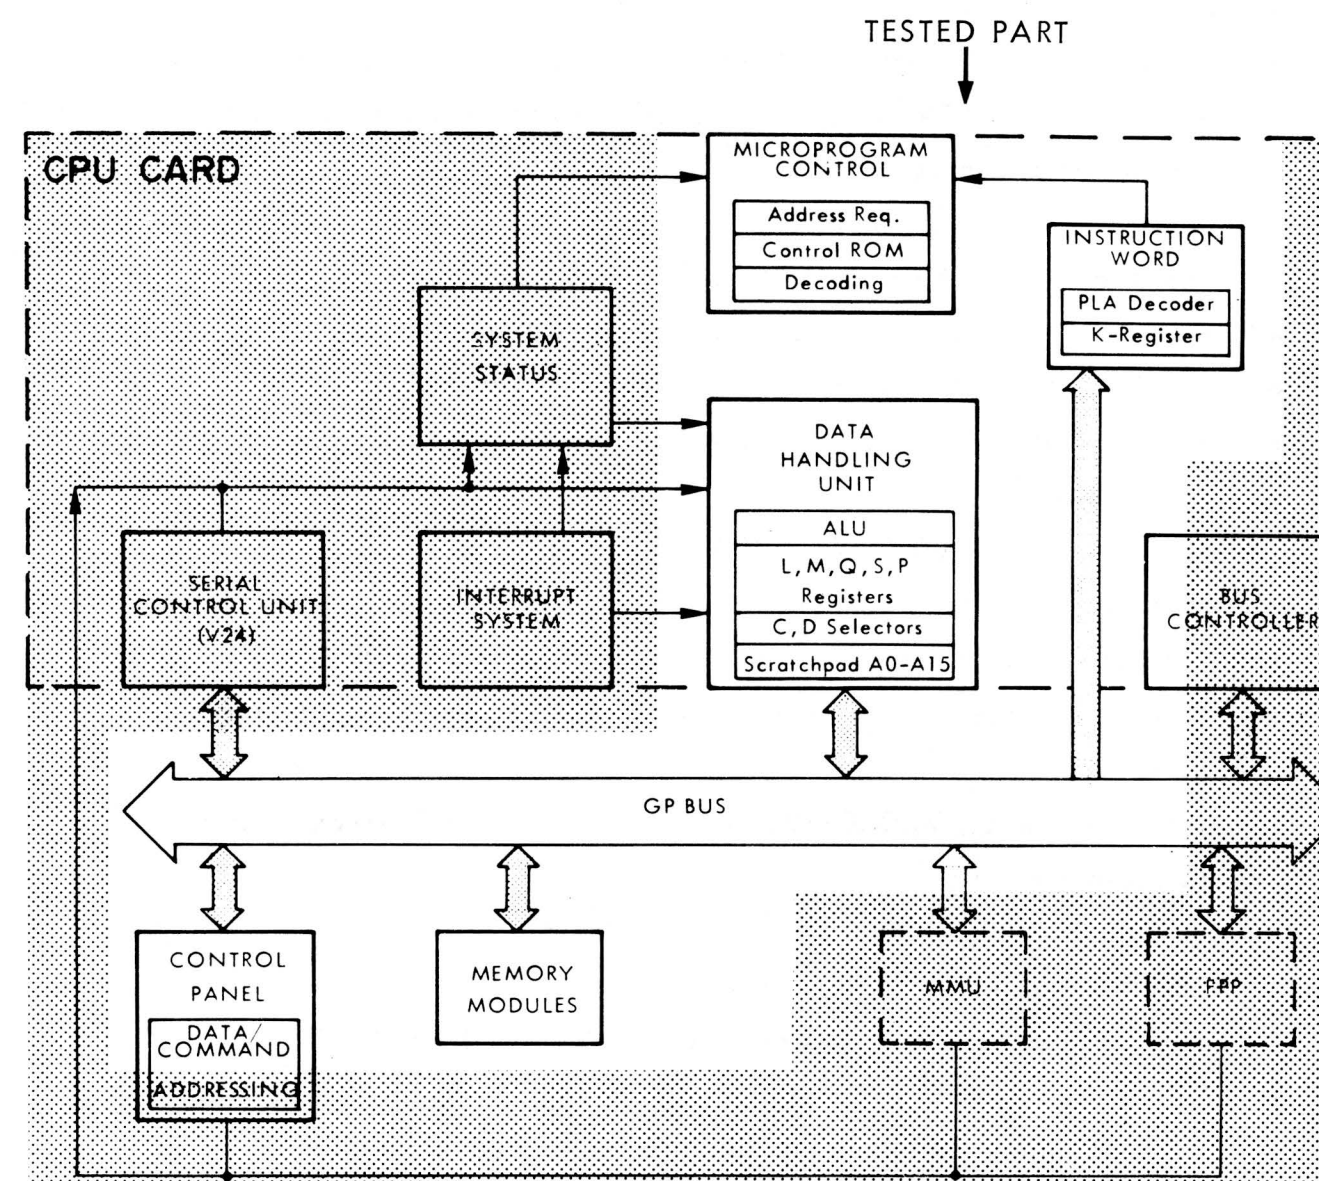 TESTED PART
CPU CARD
MICROPROGRAM
CONTROL
Address Req.
Control ROM
Decoding
INSTRUCTION
WORD
PLA Decoder
K-Register
SYSTEM
STATUS
DATA
HANDLING
UNIT
ALU
L, M, Q, S, P
Registers
C, D Selectors
Scratchpad A0-A15
SERIAL
CONTROL UNIT
(V24)
INTERRUPT
SYSTEM
BUS
CONTROLLER
GP BUS
CONTROL
PANEL
DATA/
COMMAND
ADDRESSING
MEMORY
MODULES
MMU
FPP